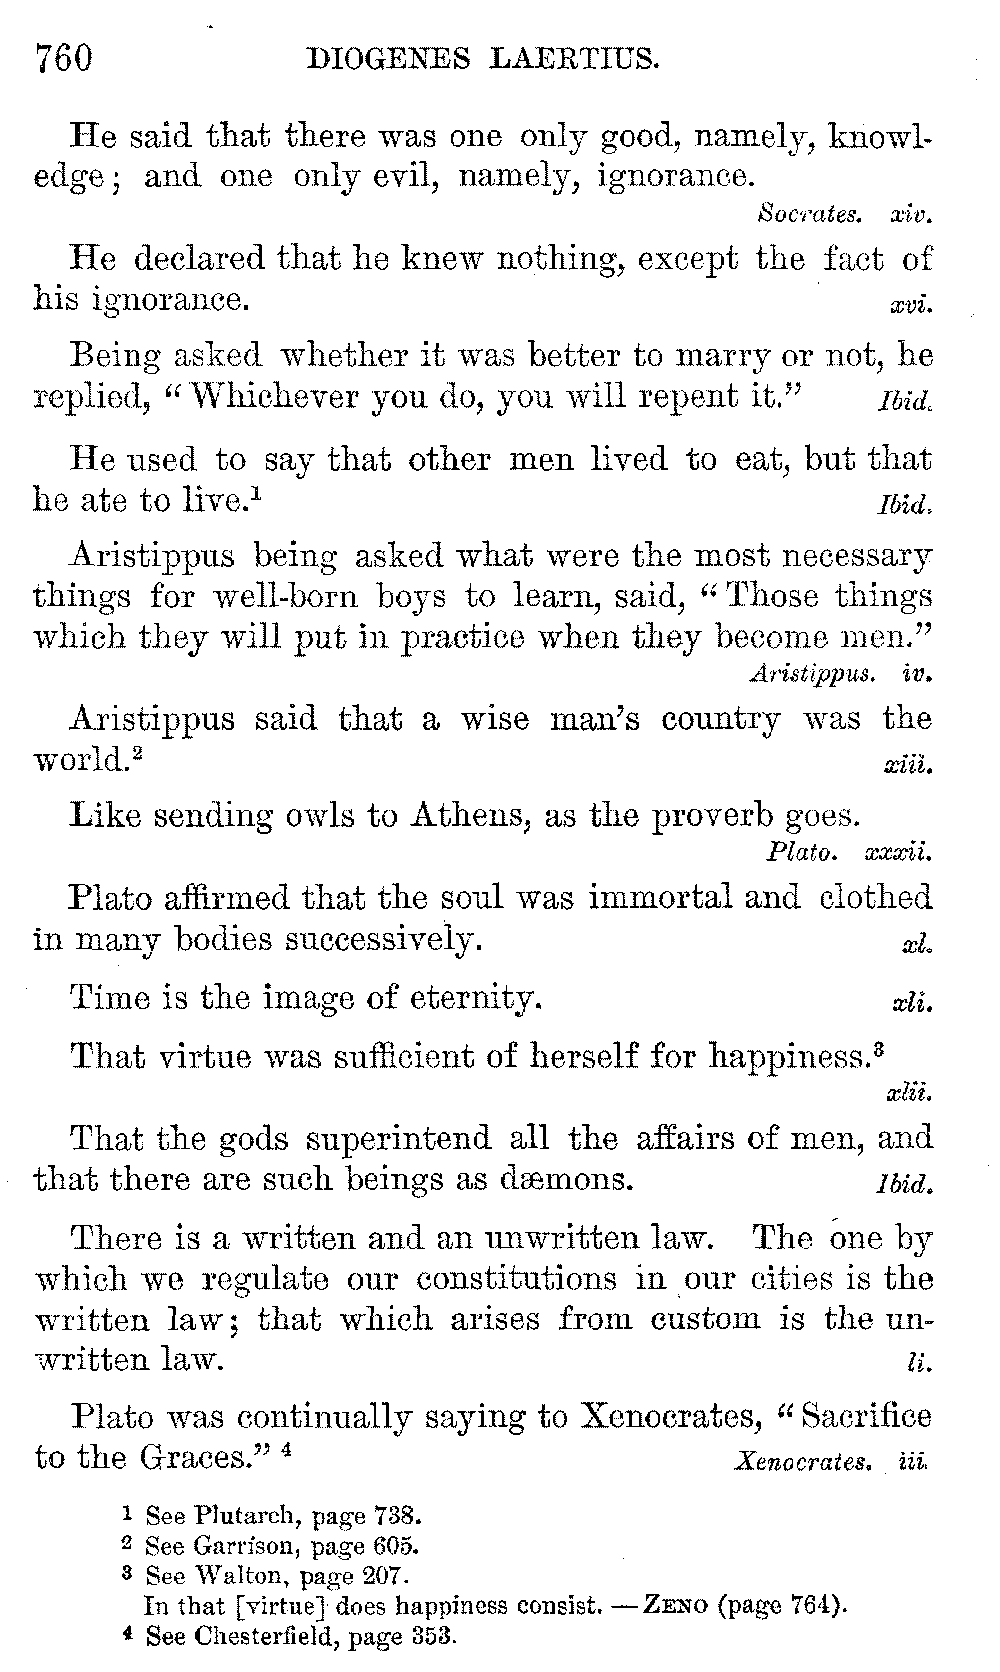 760 DIOGENES LAERTIUS.
He said that there was one only good, namely, knowl-
edge; and one only evil, namely, ignorance.
Socrates. xiv.
He declared that he knew nothing, except the fact of
his ignorance. xvi.
Being asked whether it was better to marry or not, he
replied, “Whichever you do, you will repent it.” Ibid.
He used to say that other men lived to eat, but that
he ate to live.¹ Ibid.
Aristippus being asked what were the most necessary
things for well-born boys to learn, said, “Those things
which they will put in practice when they become men.”
Aristippus. iv.
Aristippus said that a wise man’s country was the
world.² xiii.
Like sending owls to Athens, as the proverb goes.
Plato. xxxii.
Plato affirmed that the soul was immortal and clothed
in many bodies successively. xl.
Time is the image of eternity. xli.
That virtue was sufficient of herself for happiness.³
xlii.
That the gods superintend all the affairs of men, and
that there are such beings as dæmons. Ibid.
There is a written and an unwritten law. The one by
which we regulate our constitutions in our cities is the
written law; that which arises from custom is the un-
written law. li.
Plato was continually saying to Xenocrates, “Sacrifice
to the Graces.” ⁴ Xenocrates. iii.
1 See Plutarch, page 738.
2 See Garrison, page 605.
3 See Walton, page 207.
In that [virtue] does happiness consist. — ZENO (page 764).
4 See Chesterfield, page 353.